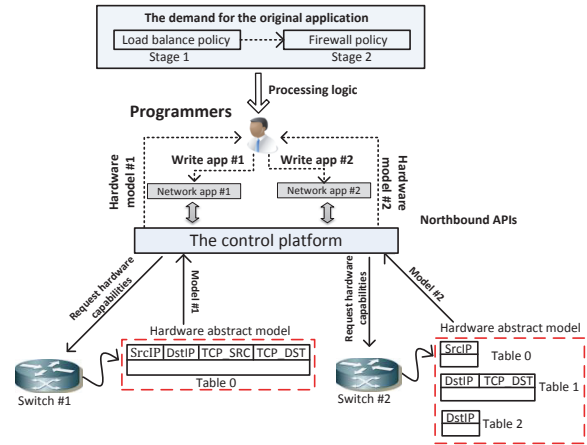 The demand for the original application
Load balance policy
Firewall policy
Stage 1
Stage 2
Processing logic
Programmers
Hardware model #1
Write app #1
Write app #2
Hardware model #2
Network app #1
Network app #2
Northbound APIs
The control platform
Request hardware capabilities
Model #1
Request hardware capabilities
Model #2
Hardware abstract model
SrcIP DstIP TCP_SRC TCP_DST
Table 0
Switch #1
Hardware abstract model
SrcIP
Table 0
DstIP TCP_DST
Table 1
DstIP
Table 2
Switch #2